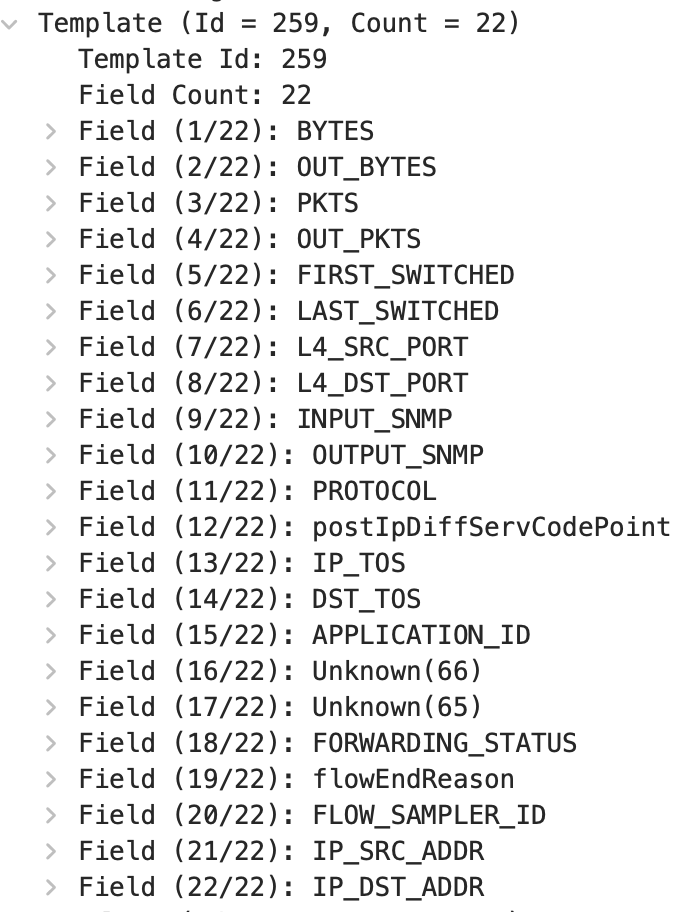 Template (Id = 259, Count = 22)
Template Id: 259
Field Count: 22
Field (1/22): BYTES
Field (2/22): OUT_BYTES
Field (3/22): PKTS
Field (4/22): OUT_PKTS
Field (5/22): FIRST_SWITCHED
Field (6/22): LAST_SWITCHED
Field (7/22): L4_SRC_PORT
Field (8/22): L4_DST_PORT
Field (9/22): INPUT_SNMP
Field (10/22): OUTPUT_SNMP
Field (11/22): PROTOCOL
Field (12/22): postIpDiffServCodePoint
Field (13/22): IP_TOS
Field (14/22): DST_TOS
Field (15/22): APPLICATION_ID
Field (16/22): Unknown(66)
Field (17/22): Unknown(65)
Field (18/22): FORWARDING_STATUS
Field (19/22): flowEndReason
Field (20/22): FLOW_SAMPLER_ID
Field (21/22): IP_SRC_ADDR
Field (22/22): IP_DST_ADDR